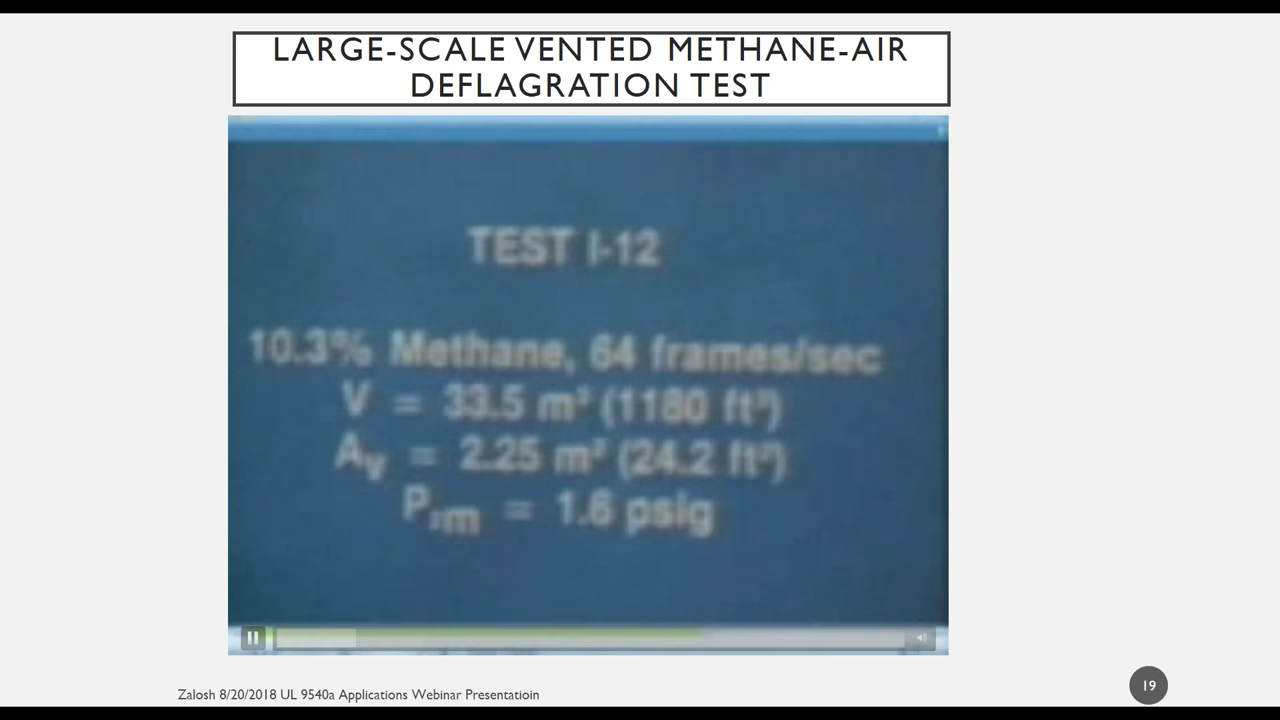 LARGE-SCALE VENTED METHANE-AIR
DEFLAGRATION TEST
TEST I-12
10.3% Methane, 64 frames/sec
V = 33.5 m³ (1180 ft³)
Av = 2.25 m² (24.2 ft²)
= 1.6 psig
Zalosh 8/20/2018 UL 9540a Applications Webinar Presentatioin
19